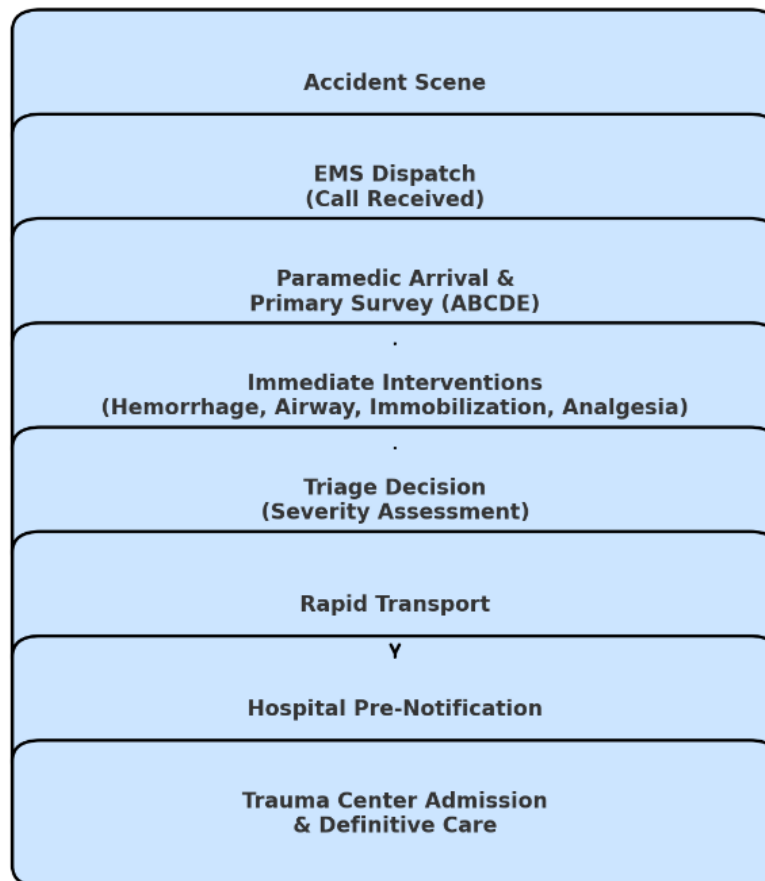 Accident Scene
EMS Dispatch
(Call Received)
Paramedic Arrival &
Primary Survey (ABCDE)
Immediate Interventions
(Hemorrhage, Airway, Immobilization, Analgesia)
Triage Decision
(Severity Assessment)
Rapid Transport
Hospital Pre-Notification
Trauma Center Admission
& Definitive Care